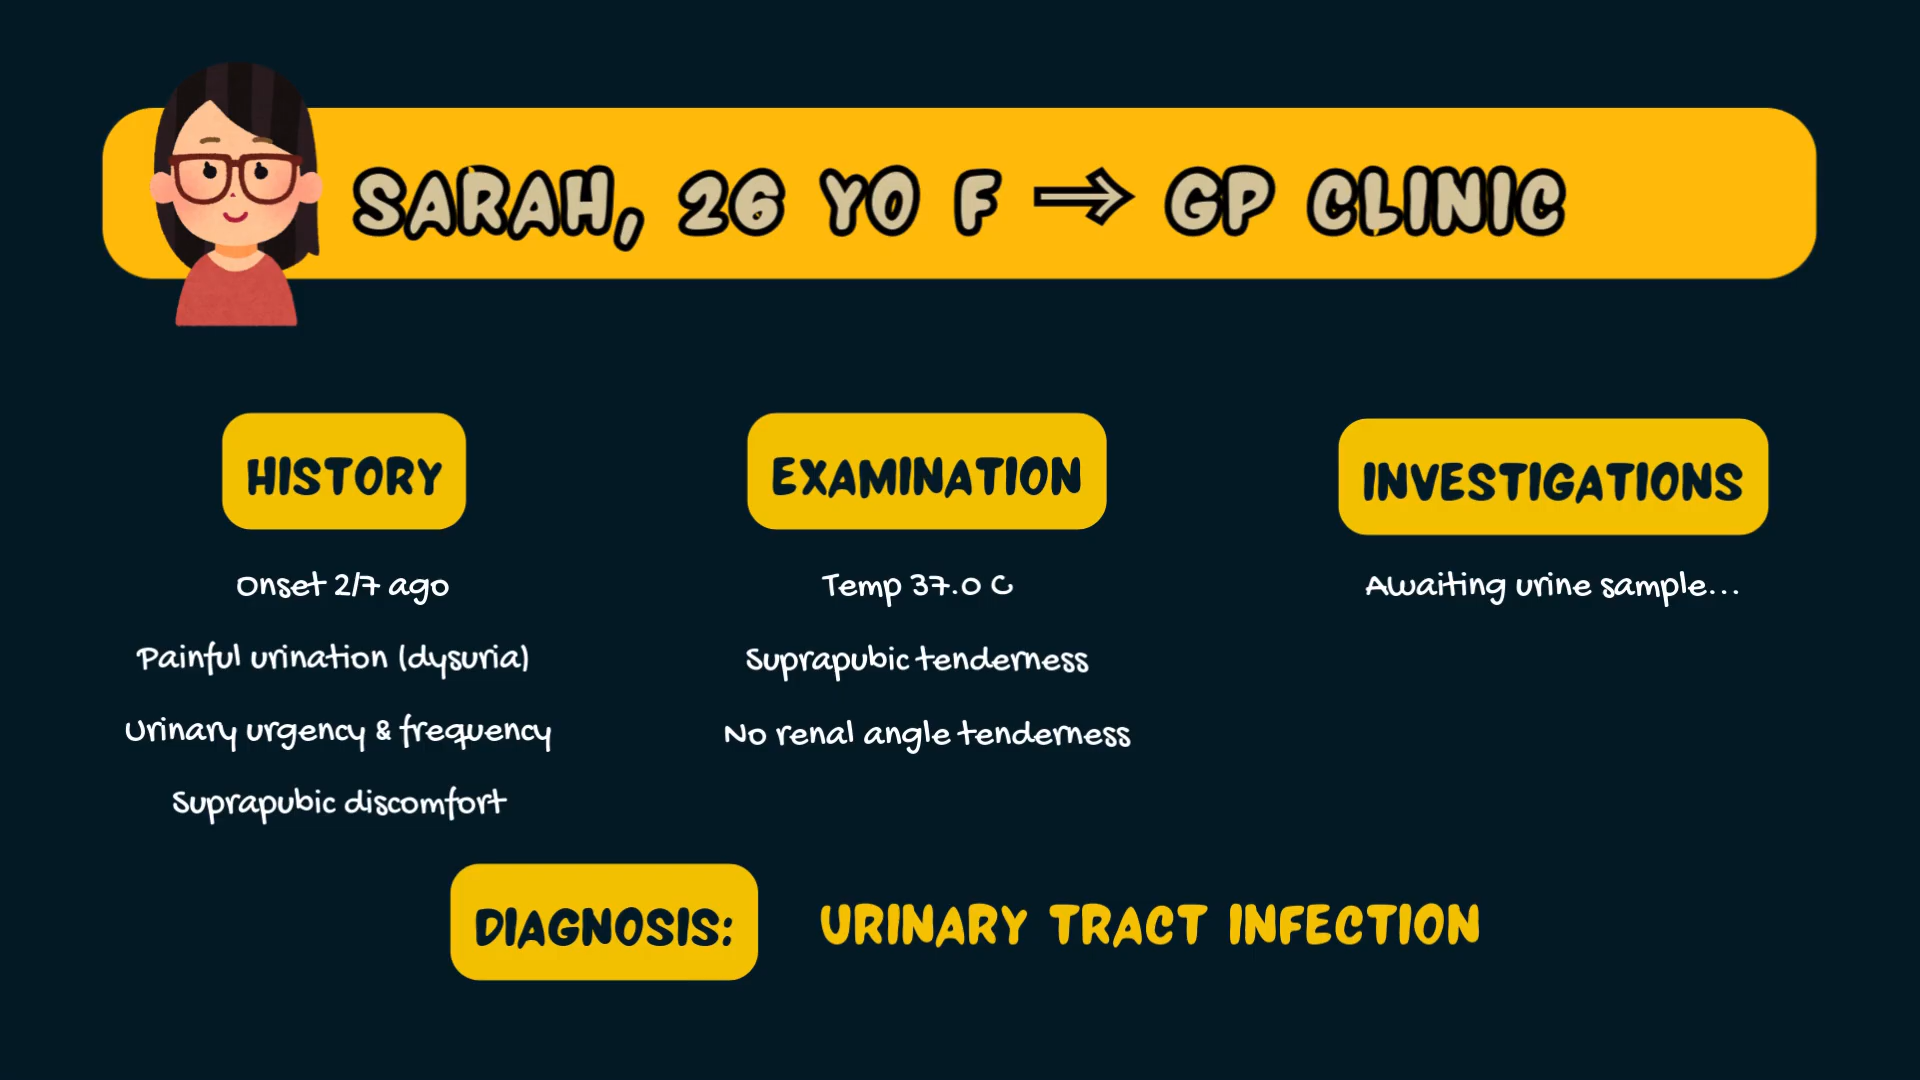 SARAH, 26 YO F ⇒ GP CLINIC
HISTORY
Onset 2/7 ago
Painful urination (dysuria)
Urinary urgency & frequency
Suprapubic discomfort
EXAMINATION
Temp 37.0 C
Suprapubic tenderness
No renal angle tenderness
INVESTIGATIONS
Awaiting urine sample...
DIAGNOSIS:
URINARY TRACT INFECTION